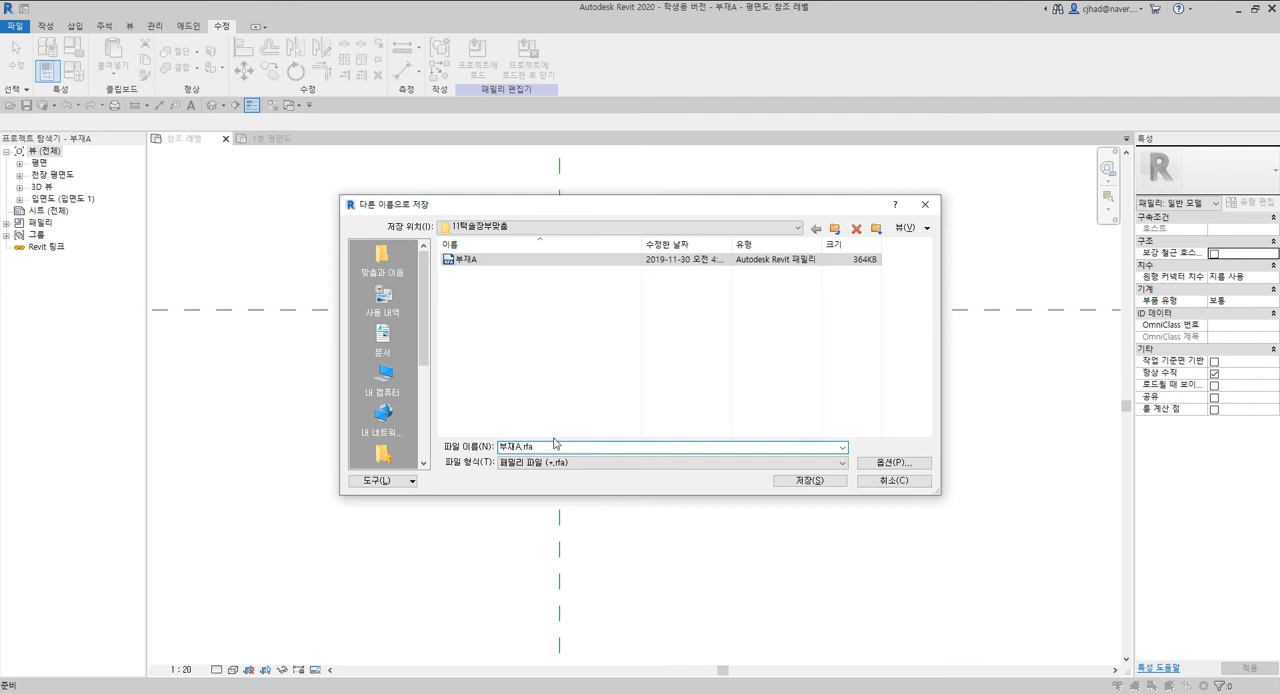 Autodesk Revit 2020 - 학생용 버전 - 부재A - 평면도: 참조 레벨
cjhad@naver....
파일 작성 삽입 주석 뷰 관리 애드인 수정
수정
붙여넣기
절단
결합
프로젝트에 로드
프로젝트에 로드한 후 닫기
선택 특성 클립보드 형상 수정 측정 작성 패밀리 편집기
프로젝트 탐색기 - 부재A
참조 레벨
1층 평면도
특성
뷰 (전체)
평면
천장 평면도
3D 뷰
입면도 (입면도 1)
시트 (전체)
패밀리
그룹
Revit 링크
다른 이름으로 저장
저장 위치(I):
11턱솔장부맞춤
뷰(V)
이름 수정한 날짜 유형 크기
부재A 2019-11-30 오전 4:... Autodesk Revit 패밀리 364KB
맞춤과 이음
사용 내역
문서
내 컴퓨터
내 네트워...
파일 이름(N): 부재A.rfa
파일 형식(T): 패밀리 파일 (*.rfa)
옵션(P)...
도구(L)
저장(S)
취소(C)
패밀리: 일반 모델
유형 편집
구속조건
호스트
구조
보강 철근 호스...
치수
원형 커넥터 치수 지름 사용
기계
부품 유형 보통
ID 데이터
OmniClass 번호
OmniClass 제목
기타
작업 기준면 기반
항상 수직
로드될 때 보이...
공유
룸 계산 점
특성 도움말
적용
1 : 20
준비
:0